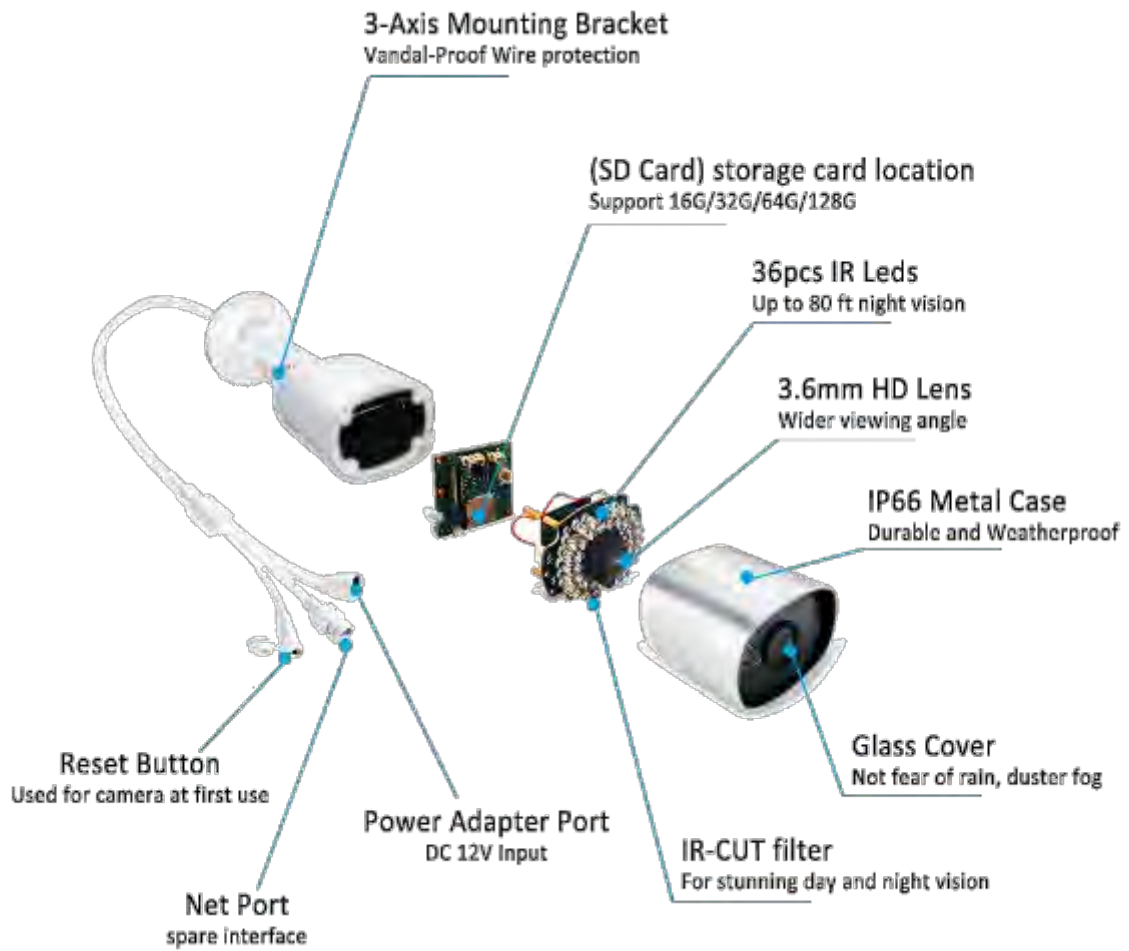 3-Axis Mounting Bracket
Vandal-Proof Wire protection
(SD Card) storage card location
Support 16G/32G/64G/128G
36pcs IR Leds
Up to 80 ft night vision
3.6mm HD Lens
Wider viewing angle
IP66 Metal Case
Durable and Weatherproof
Glass Cover
Not fear of rain, duster fog
IR-CUT filter
For stunning day and night vision
Power Adapter Port
DC 12V Input
Reset Button
Used for camera at first use
Net Port
spare interface